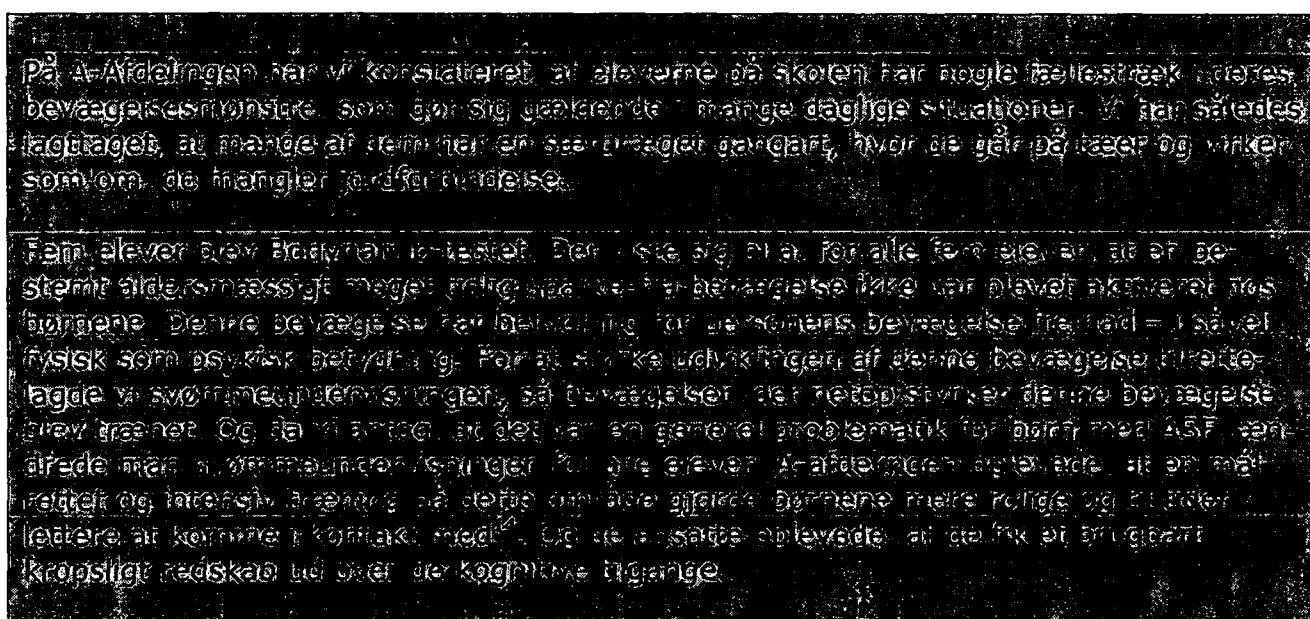 På A-Afdelingen har vi konstateret, at eleverne på skolen har nogle fællestræk i deres
bevægelsesmønstre, som gør sig gældende i mange daglige situationer. Vi har således
iagttaget, at mange af dem har en særpræget gangart, hvor de går på tæer og virker
som om de mangler jordforbindelse.
Fem elever blev Bodynamic-testet. Det viste sig bl.a. for alle fem elever, at en be-
stemt aldersmæssigt meget tidlig bevægelse ikke var blevet aktiveret hos
børnene. Denne bevægelse har betydning for personens bevægelse fremad – såvel
fysisk som psykisk betydning. For at styrke udviklingen af denne bevægelse tilrette-
lagde vi svømmeundervisningen, så bevægelser, der netop styrker denne bevægelse
blev trænet. Og da vi antog, at det var en generel problematik for børn med ASF, æn-
drede man svømmeundervisningen for alle elever. A-afdelingen oplevede, at en mål-
rettet og intensiv træning på dette område gjorde børnene mere rolige og
lettere at komme i kontakt med. Og de ansatte oplevede, at de fik et brugbart
kropsligt redskab ud over de kognitive tilgange.